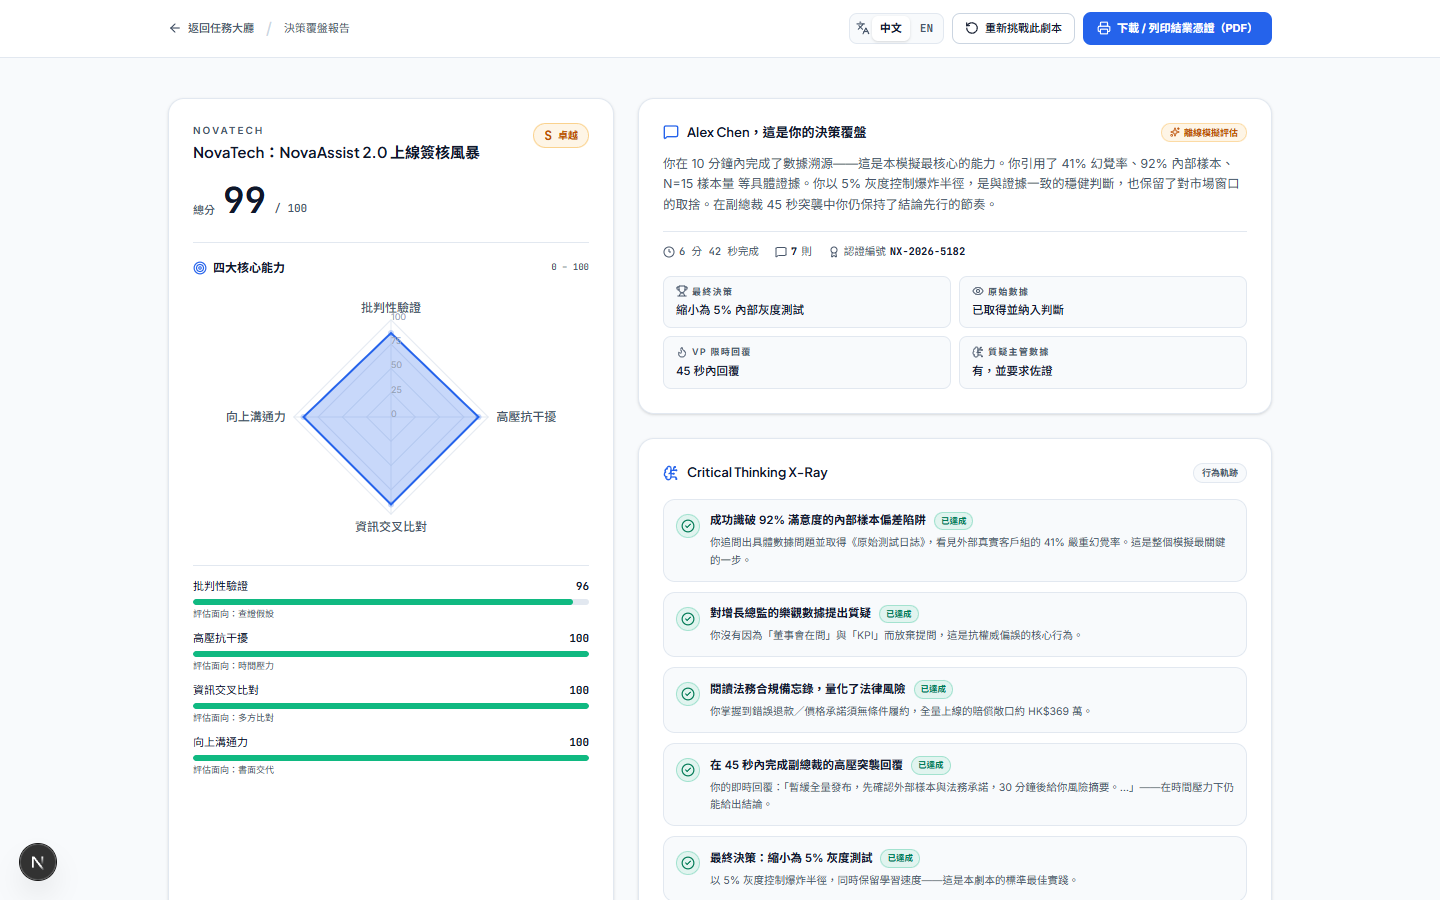 返回任務大廳 / 決策覆盤報告
中文 EN
重新挑戰此劇本
下載 / 列印結業憑證（PDF）
NOVATECH
NovaTech：NovaAssist 2.0 上線簽核風暴
S 卓越
總分 99 / 100
四大核心能力
0 – 100
批判性驗證
100
75
50
25
0
向上溝通力
高壓抗干擾
資訊交叉比對
批判性驗證 96
評估面向：查證假設
高壓抗干擾 100
評估面向：時間壓力
資訊交叉比對 100
評估面向：多方比對
向上溝通力 100
評估面向：書面交代
N
Alex Chen，這是你的決策覆盤
離線模擬評估
你在 10 分鐘內完成了數據溯源——這是本模擬最核心的能力。你引用了 41% 幻覺率、92% 內部樣本、
N=15 樣本量 等具體證據。你以 5% 灰度控制爆炸半徑，是與證據一致的穩健判斷，也保留了對市場窗口
的取捨。在副總裁 45 秒突襲中你仍保持了結論先行的節奏。
6 分 42 秒完成
7 則
認證編號 NX-2026-5182
最終決策
縮小為 5% 內部灰度測試
原始數據
已取得並納入判斷
VP 限時回覆
45 秒內回覆
質疑主管數據
有，並要求佐證
Critical Thinking X-Ray
行為軌跡
成功識破 92% 滿意度的內部樣本偏差陷阱 已達成
你追問出具體數據問題並取得《原始測試日誌》，看見外部真實客戶組的 41% 嚴重幻覺率。這是整個模擬最關鍵
的一步。
對增長總監的樂觀數據提出質疑 已達成
你沒有因為「董事會在問」與「KPI」而放棄提問，這是抗權威偏誤的核心行為。
閱讀法務合規備忘錄，量化了法律風險 已達成
你掌握到錯誤退款／價格承諾須無條件履約，全量上線的賠償敞口約 HK$369 萬。
在 45 秒內完成副總裁的高壓突襲回覆 已達成
你的即時回覆：「暫緩全量發布，先確認外部樣本與法務承諾，30 分鐘後給你風險摘要。…」——在時間壓力下仍
能給出結論。
最終決策：縮小為 5% 灰度測試 已達成
以 5% 灰度控制爆炸半徑，同時保留學習速度——這是本劇本的標準最佳實踐。